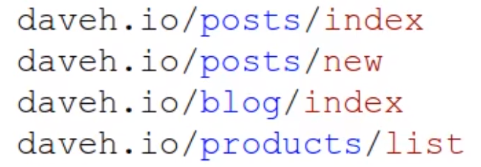 daveh.io/posts/index
daveh.io/posts/new
daveh.io/blog/index
daveh.io/products/list